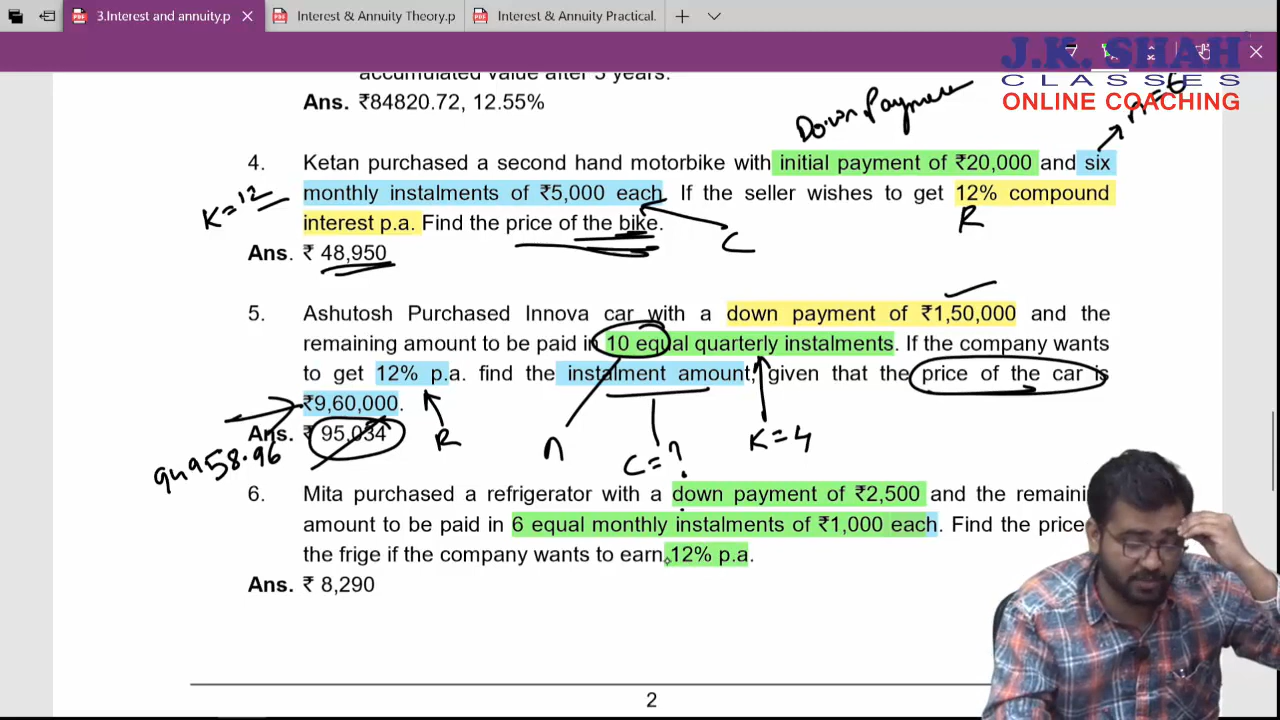 3.Interest and annuity.p
Interest & Annuity Theory.p
Interest & Annuity Practical.
J.K. SHAH
CLASSES
ONLINE COACHING
accumulated value after 5 years.
Ans. ₹84820.72, 12.55%
Down Payment
n=6
4. Ketan purchased a second hand motorbike with initial payment of ₹20,000 and six
monthly instalments of ₹5,000 each. If the seller wishes to get 12% compound
K=12
interest p.a. Find the price of the bike.
R
C
Ans. ₹ 48,950
5. Ashutosh Purchased Innova car with a down payment of ₹1,50,000 and the
remaining amount to be paid in 10 equal quarterly instalments. If the company wants
to get 12% p.a. find the instalment amount, given that the price of the car is
₹9,60,000.
Ans. ₹ 95,034
R
n
C=?
K=4
94958.96
6. Mita purchased a refrigerator with a down payment of ₹2,500 and the remaini
amount to be paid in 6 equal monthly instalments of ₹1,000 each. Find the price
the frige if the company wants to earn 12% p.a.
Ans. ₹ 8,290
2